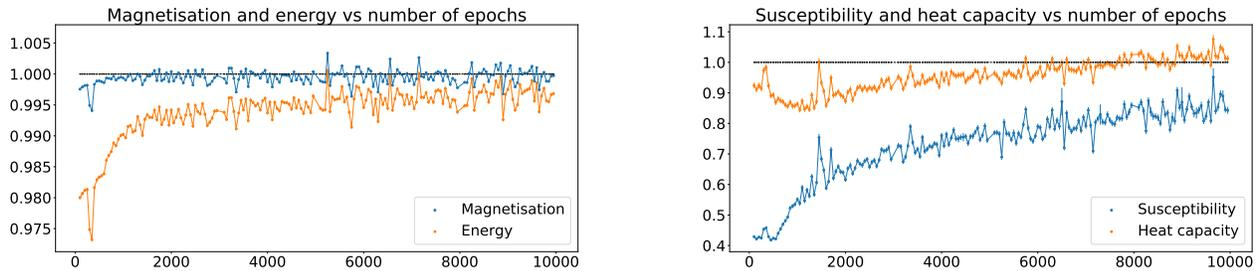 Magnetisation and energy vs number of epochs
1.005
1.000
0.995
0.990
0.985
0.980
0.975
Magnetisation
Energy
0 2000 4000 6000 8000 10000
Susceptibility and heat capacity vs number of epochs
1.1
1.0
0.9
0.8
0.7
0.6
0.5
0.4
Susceptibility
Heat capacity
0 2000 4000 6000 8000 10000